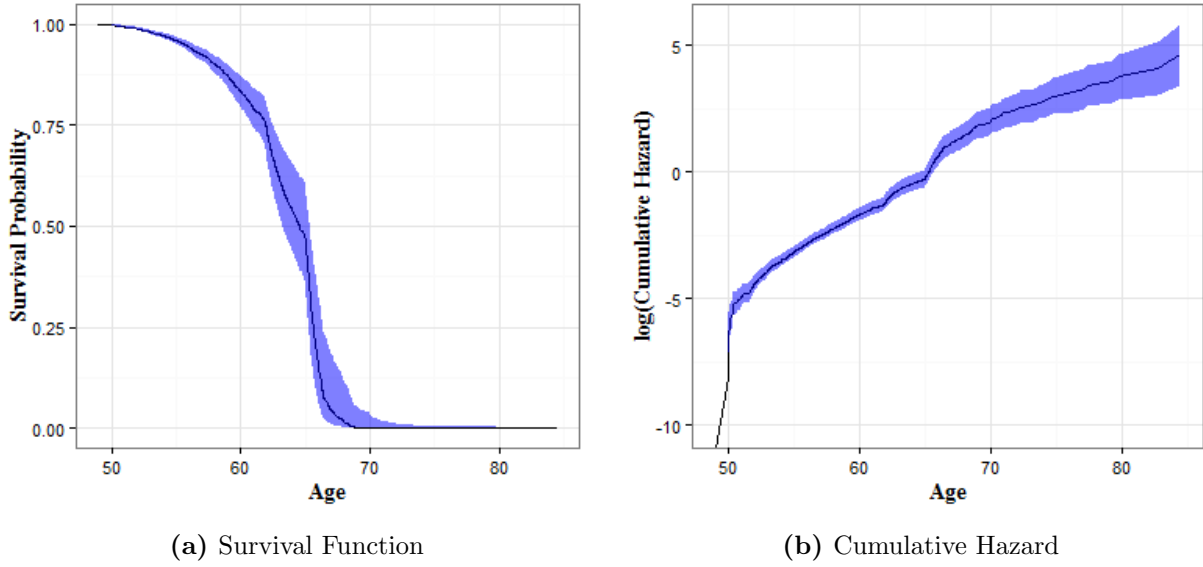 1.00
0.75
0.50
0.25
0.00
Survival Probability
50 60 70 80
Age
(a) Survival Function
5
0
-5
-10
log(Cumulative Hazard)
50 60 70 80
Age
(b) Cumulative Hazard